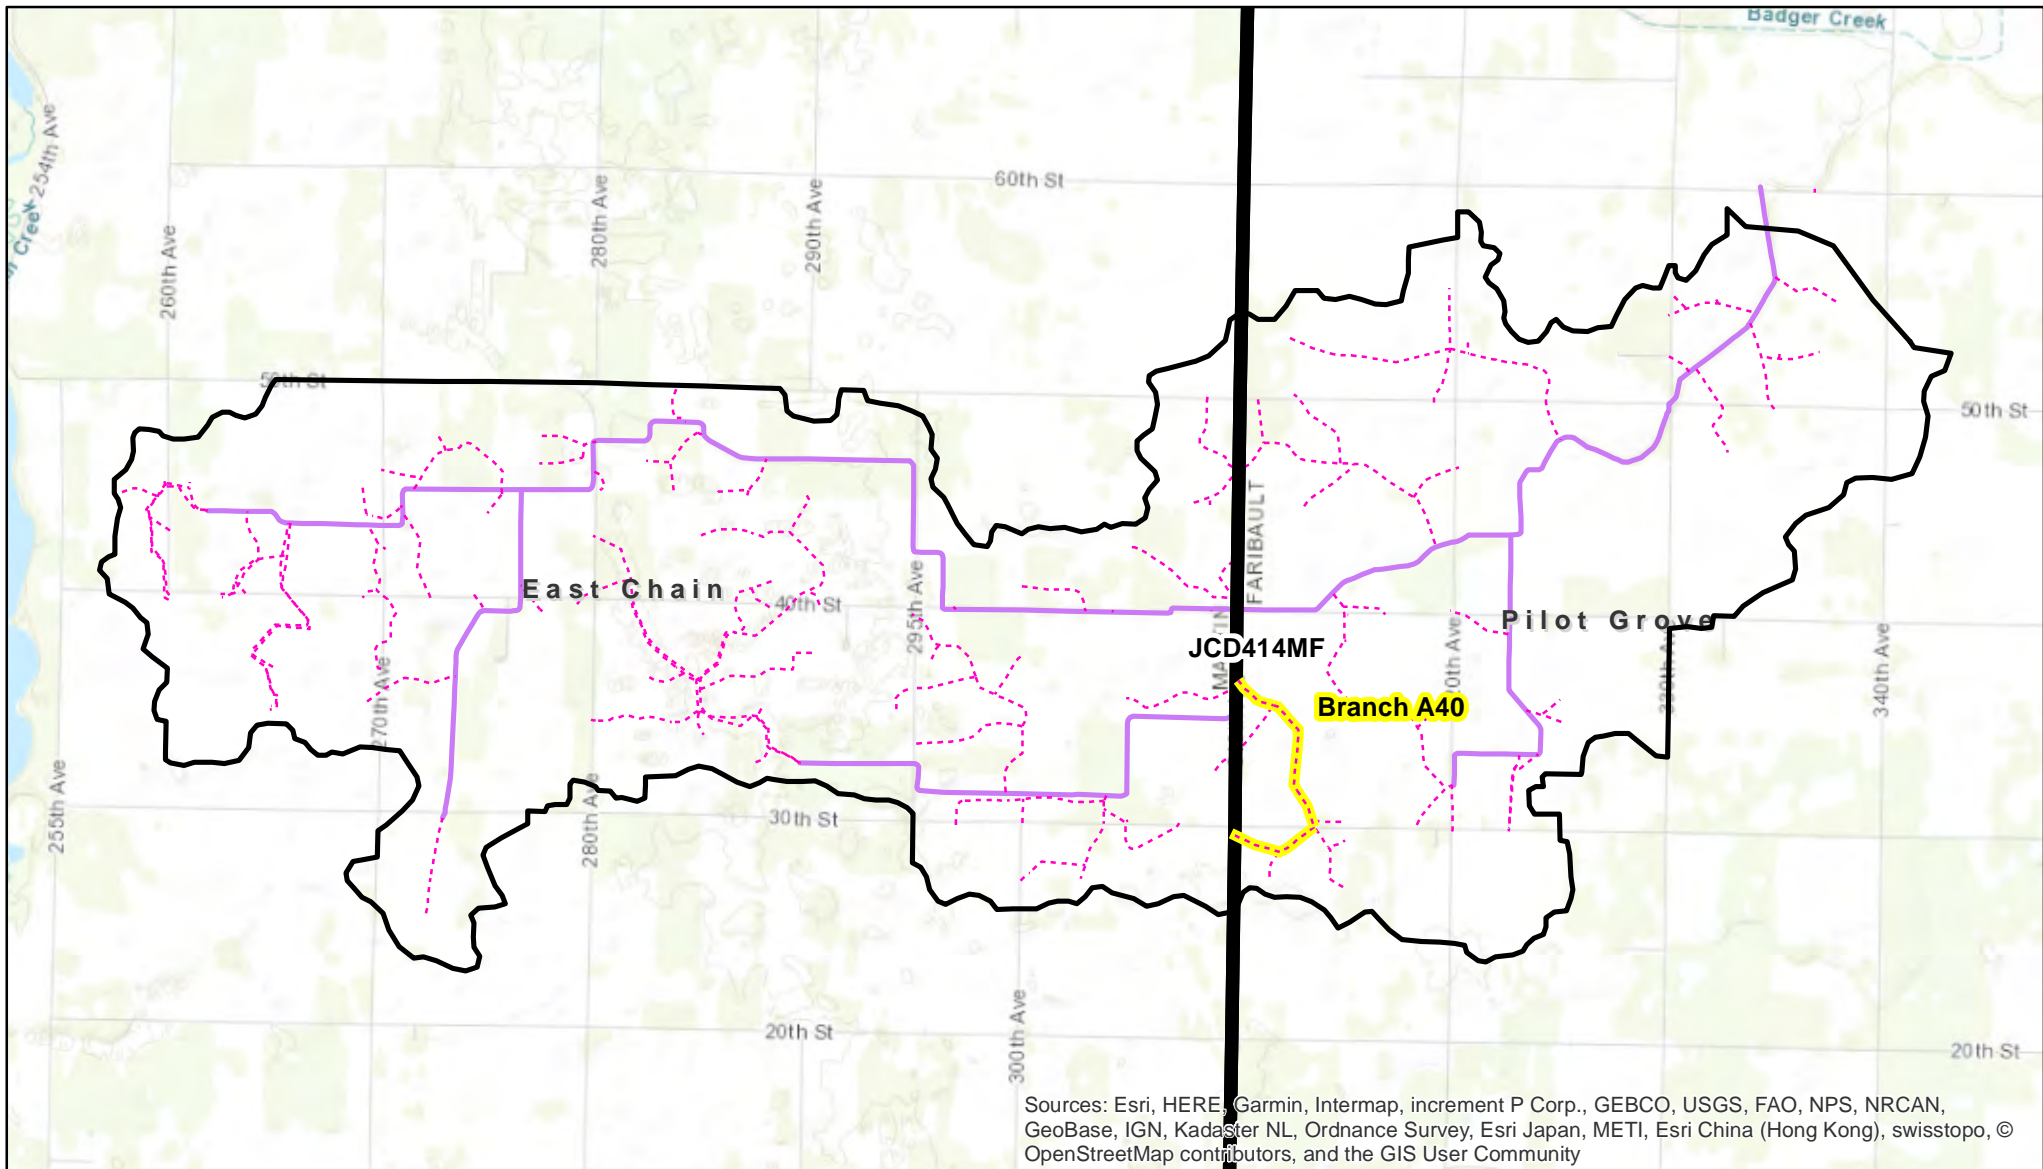 Badger Creek
254th Ave
60th St
260th Ave
280th Ave
290th Ave
50th St
50th St
FARIBAULT
East Chain
40th St
295th Ave
Pilot Grove
JCD414MF
Branch A40
270th Ave
340th Ave
255th Ave
280th Ave
30th St
300th Ave
20th St
20th St
Sources: Esri, HERE, Garmin, Intermap, increment P Corp., GEBCO, USGS, FAO, NPS, NRCAN,
GeoBase, IGN, Kadaster NL, Ordnance Survey, Esri Japan, METI, Esri China (Hong Kong), swisstopo, ©
OpenStreetMap contributors, and the GIS User Community